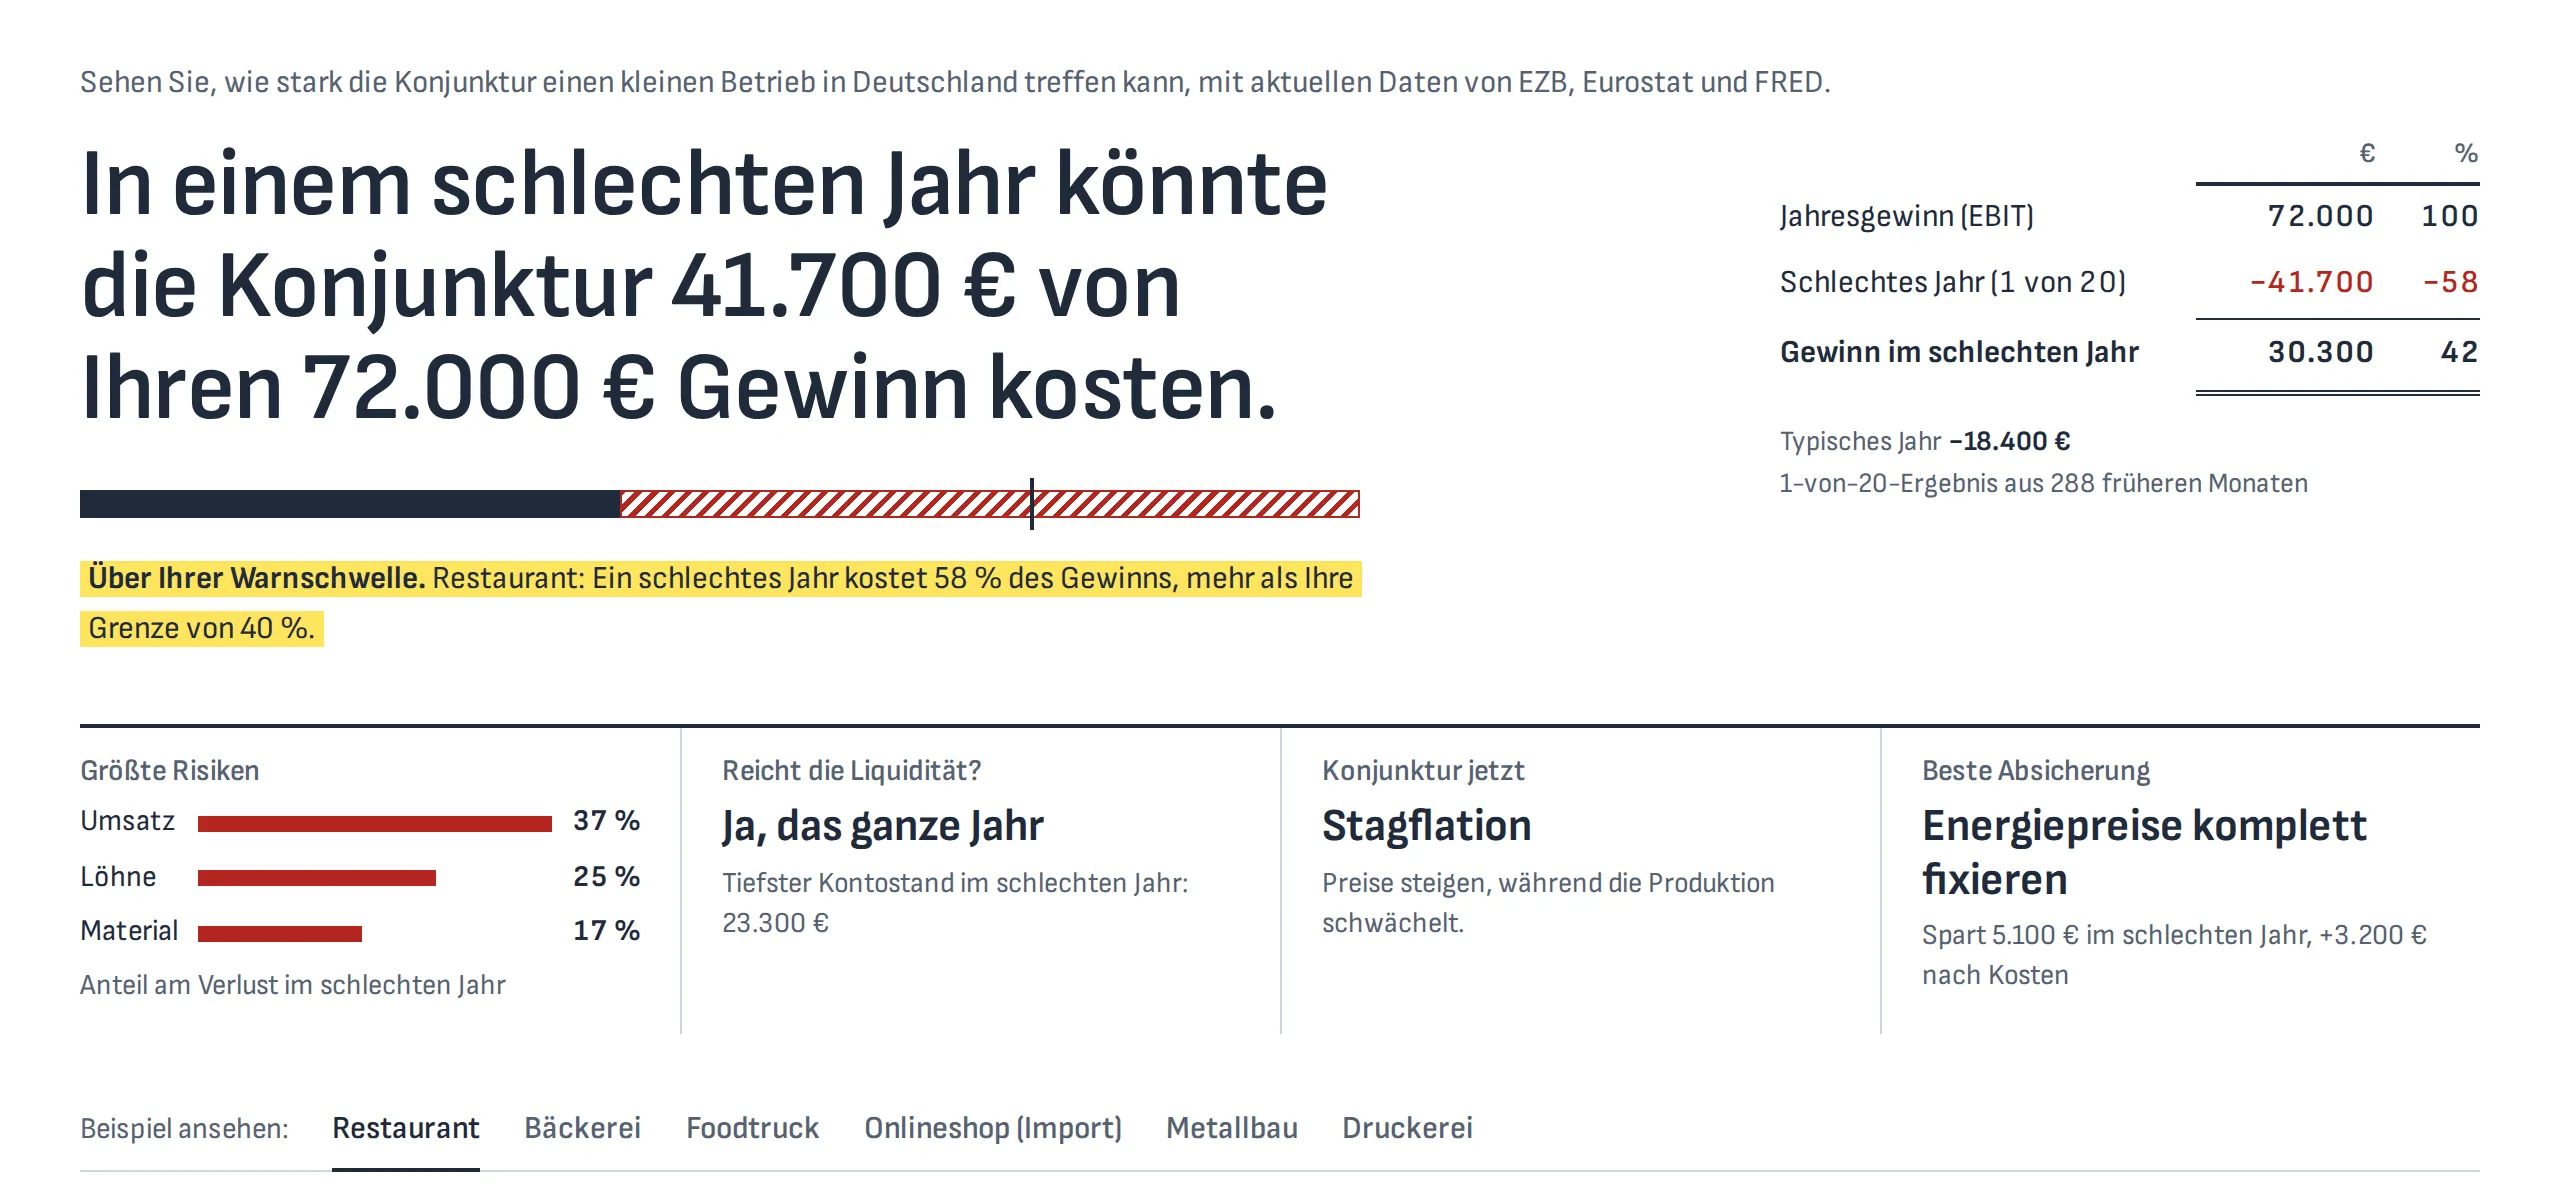 Sehen Sie, wie stark die Konjunktur einen kleinen Betrieb in Deutschland treffen kann, mit aktuellen Daten von EZB, Eurostat und FRED.
In einem schlechten Jahr könnte
die Konjunktur 41.700 € von
Ihren 72.000 € Gewinn kosten.
€ %
Jahresgewinn (EBIT) 72.000 100
Schlechtes Jahr (1 von 20) −41.700 −58
Gewinn im schlechten Jahr 30.300 42
Typisches Jahr −18.400 €
1-von-20-Ergebnis aus 288 früheren Monaten
Über Ihrer Warnschwelle. Restaurant: Ein schlechtes Jahr kostet 58 % des Gewinns, mehr als Ihre
Grenze von 40 %.
Größte Risiken
Umsatz 37 %
Löhne 25 %
Material 17 %
Anteil am Verlust im schlechten Jahr
Reicht die Liquidität?
Ja, das ganze Jahr
Tiefster Kontostand im schlechten Jahr:
23.300 €
Konjunktur jetzt
Stagflation
Preise steigen, während die Produktion
schwächelt.
Beste Absicherung
Energiepreise komplett
fixieren
Spart 5.100 € im schlechten Jahr, +3.200 €
nach Kosten
Beispiel ansehen: Restaurant Bäckerei Foodtruck Onlineshop (Import) Metallbau Druckerei